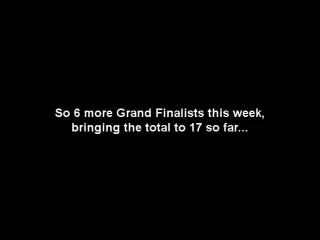 So 6 more Grand Finalists this week,
bringing the total to 17 so far...